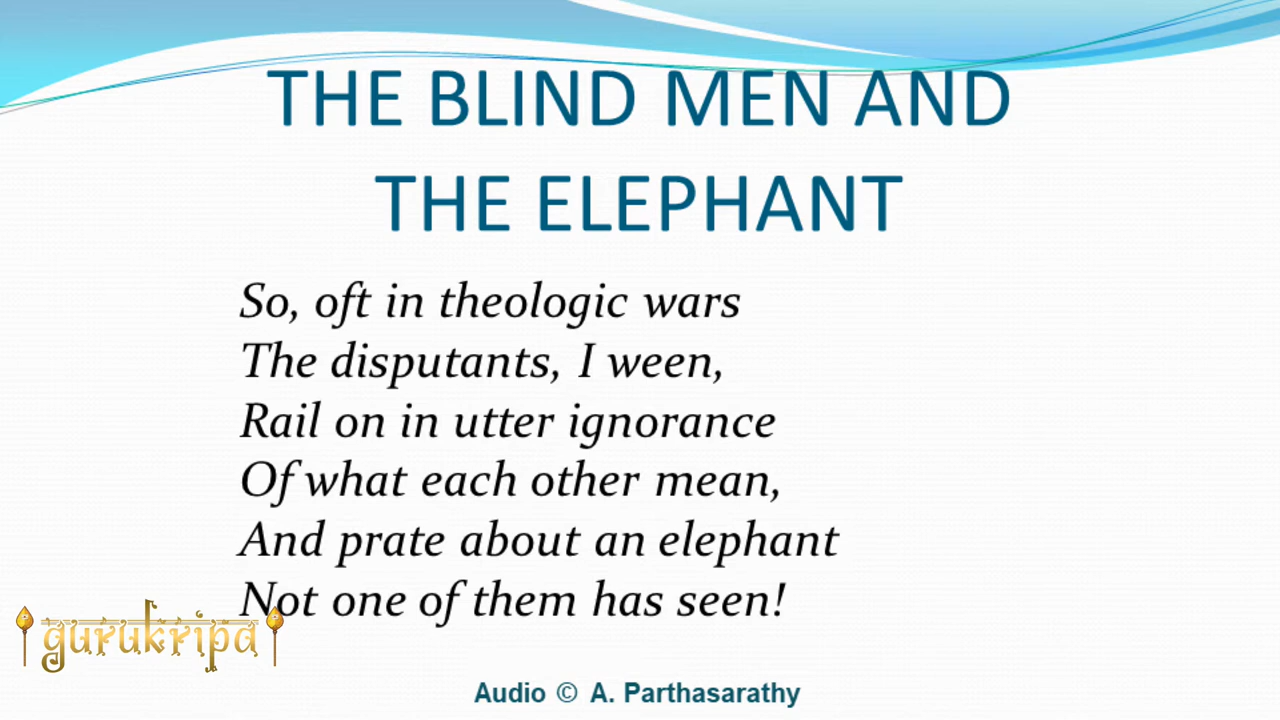 THE BLIND MEN AND
THE ELEPHANT
So, oft in theologic wars
The disputants, I ween,
Rail on in utter ignorance
Of what each other mean,
And prate about an elephant
Not one of them has seen!
gurukripa
Audio © A. Parthasarathy